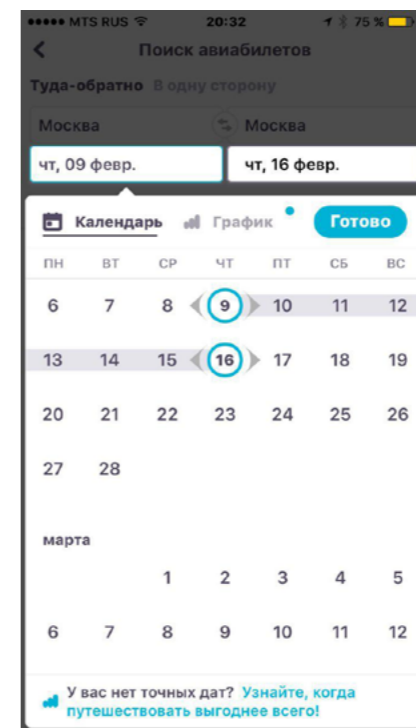 MTS RUS 20:32 75 %
Поиск авиабилетов
Туда-обратно В одну сторону
Москва Москва
чт, 09 февр. чт, 16 февр.
Календарь График Готово
ПН ВТ СР ЧТ ПТ СБ ВС
6 7 8 9 10 11 12
13 14 15 16 17 18 19
20 21 22 23 24 25 26
27 28
марта
1 2 3 4 5
6 7 8 9 10 11 12
У вас нет точных дат? Узнайте, когда
путешествовать выгоднее всего!